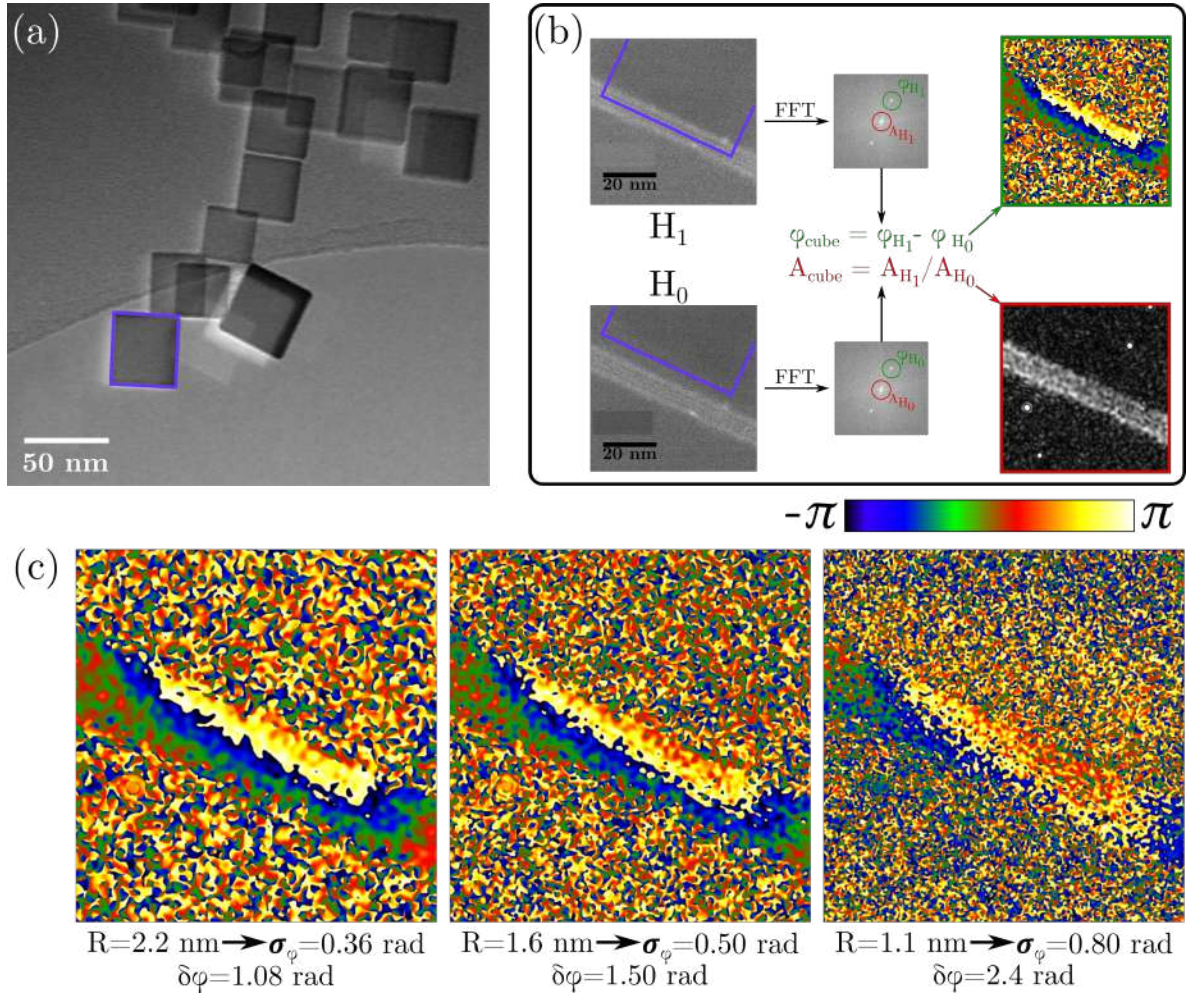 (a)
50 nm
(b)
20 nm
H1
FFT
φH1
AH1
φcube = φH1- φH0
Acube = AH1/AH0
H0
20 nm
FFT
φH0
AH0
-π π
(c)
R=2.2 nm→σφ=0.36 rad
δφ=1.08 rad
R=1.6 nm→σφ=0.50 rad
δφ=1.50 rad
R=1.1 nm→σφ=0.80 rad
δφ=2.4 rad